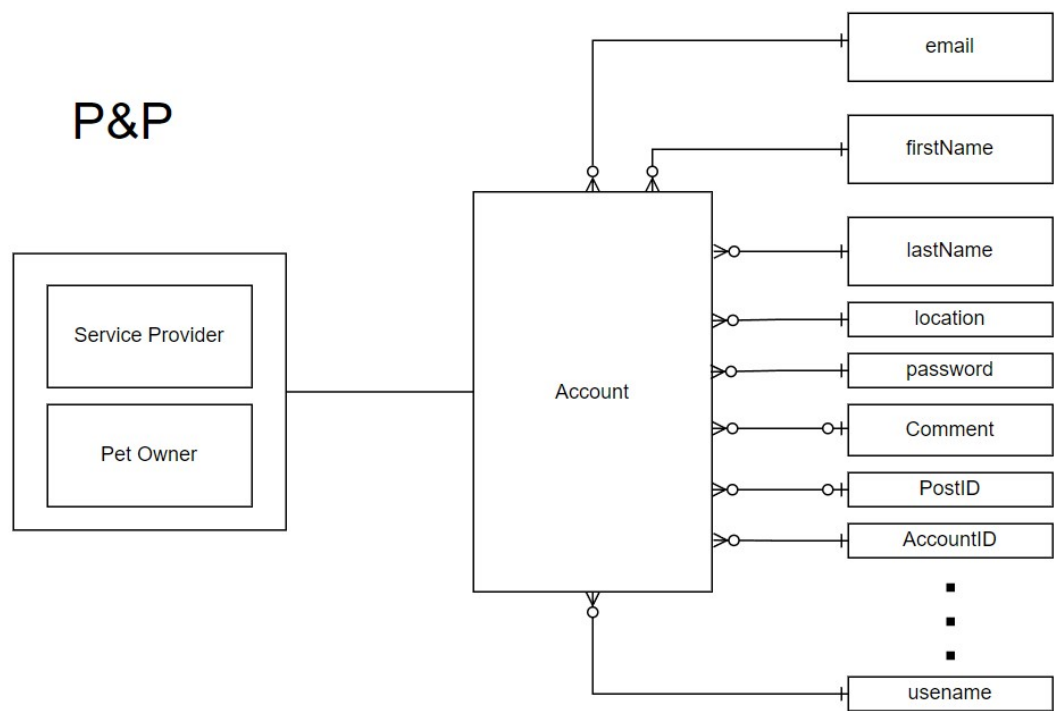 P&P
Service Provider
Pet Owner
Account
email
firstName
lastName
location
password
Comment
PostID
AccountID
usename